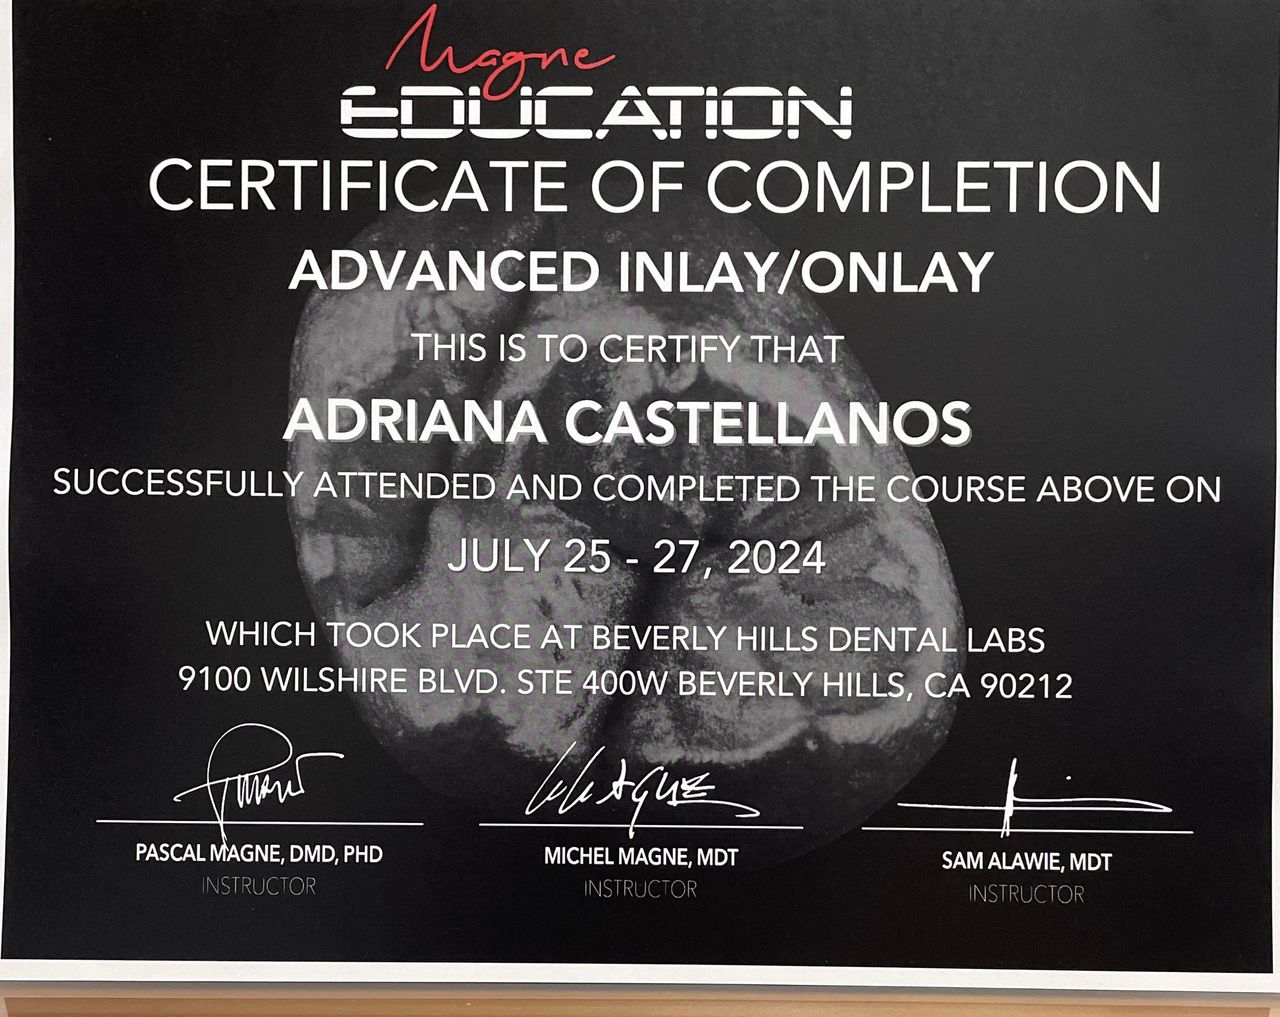 Magne
EDUCATION
CERTIFICATE OF COMPLETION
ADVANCED INLAY/ONLAY
THIS IS TO CERTIFY THAT
ADRIANA CASTELLANOS
SUCCESSFULLY ATTENDED AND COMPLETED THE COURSE ABOVE ON
JULY 25 - 27, 2024
WHICH TOOK PLACE AT BEVERLY HILLS DENTAL LABS
9100 WILSHIRE BLVD. STE 400W BEVERLY HILLS, CA 90212
PASCAL MAGNE, DMD, PHD
INSTRUCTOR
MICHEL MAGNE, MDT
INSTRUCTOR
SAM ALAWIE, MDT
INSTRUCTOR